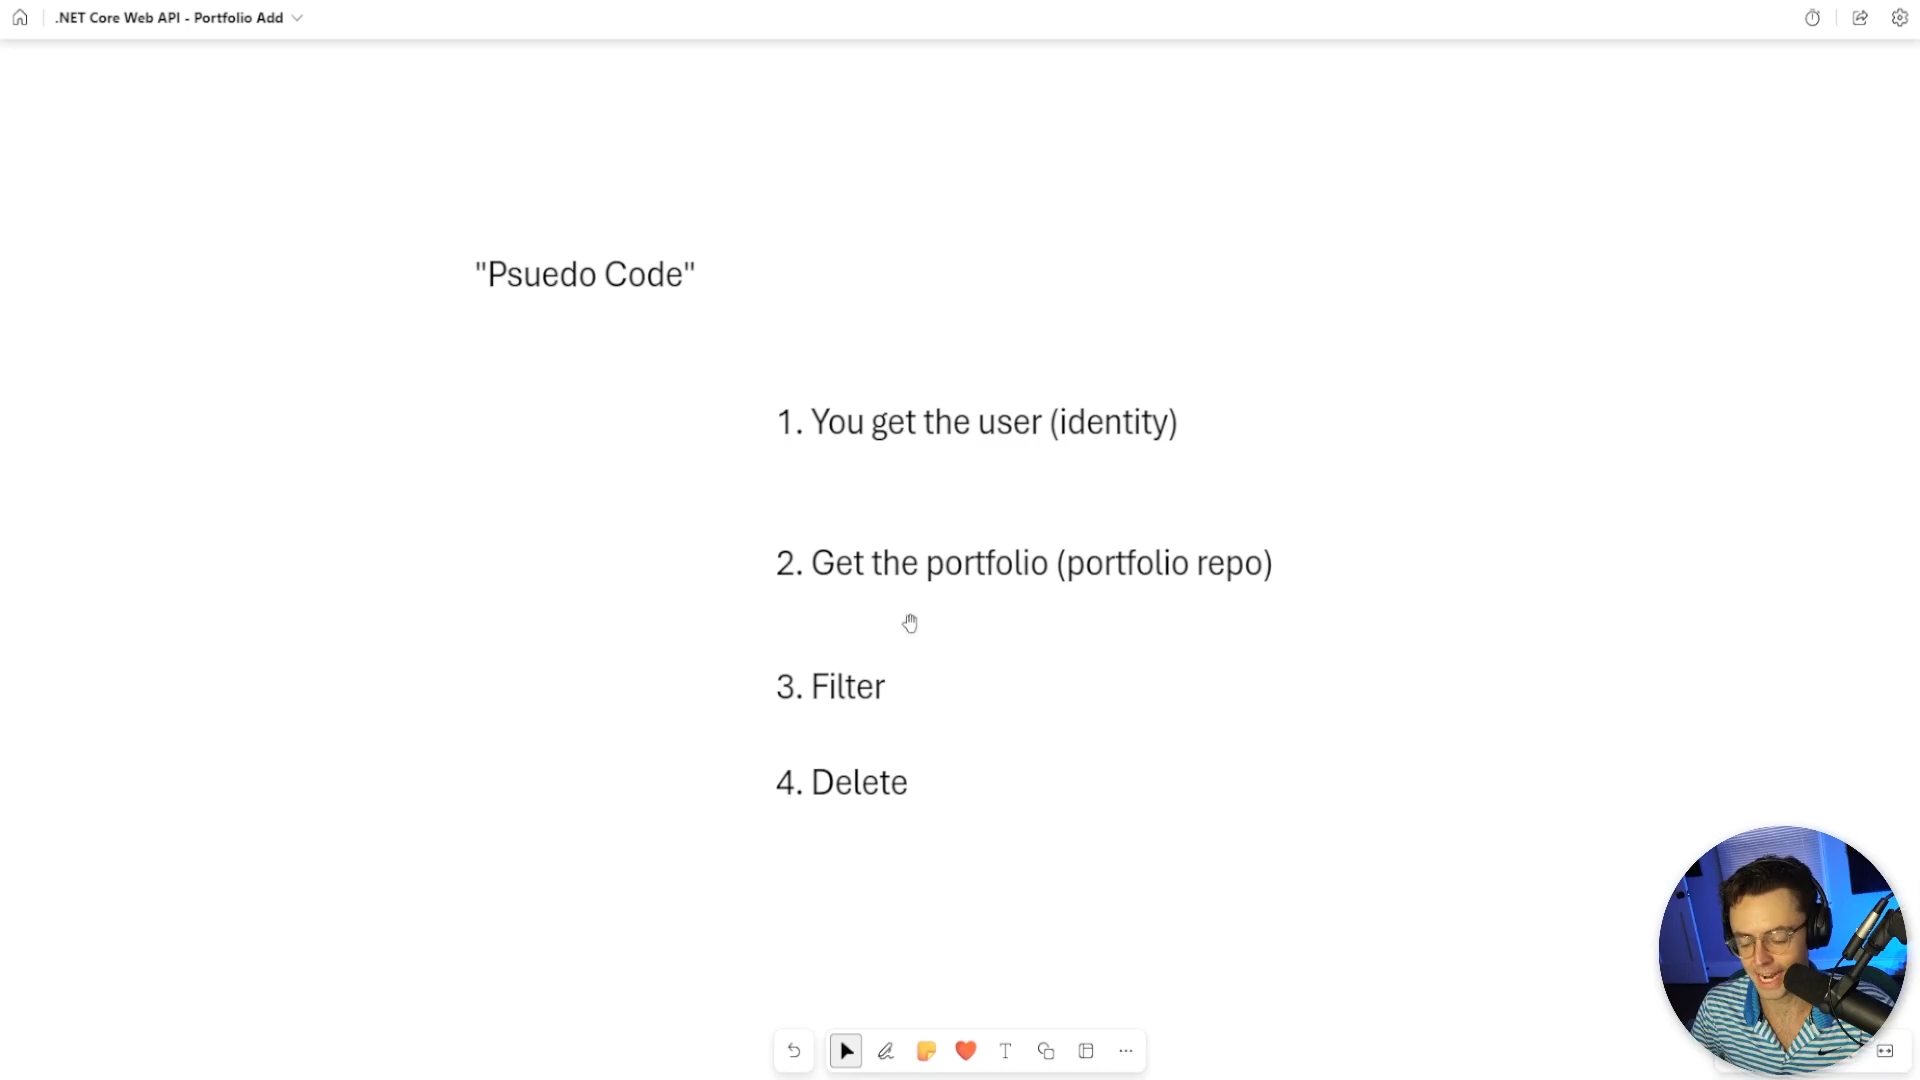 .NET Core Web API - Portfolio Add
"Psuedo Code"
1. You get the user (identity)
2. Get the portfolio (portfolio repo)
3. Filter
4. Delete